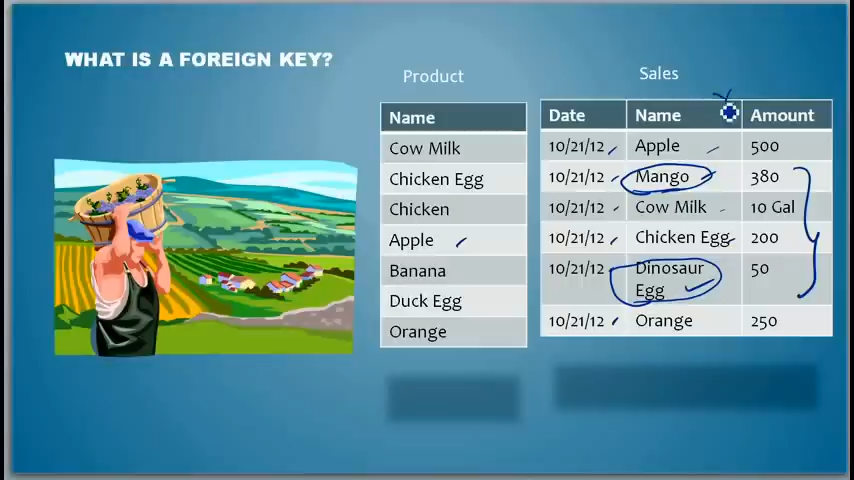 WHAT IS A FOREIGN KEY?
Product
Name
Cow Milk
Chicken Egg
Chicken
Apple
Banana
Duck Egg
Orange
Sales
Date Name Amount
10/21/12 Apple 500
10/21/12 Mango 380
10/21/12 Cow Milk 10 Gal
10/21/12 Chicken Egg 200
10/21/12 Dinosaur 50
Egg
10/21/12 Orange 250